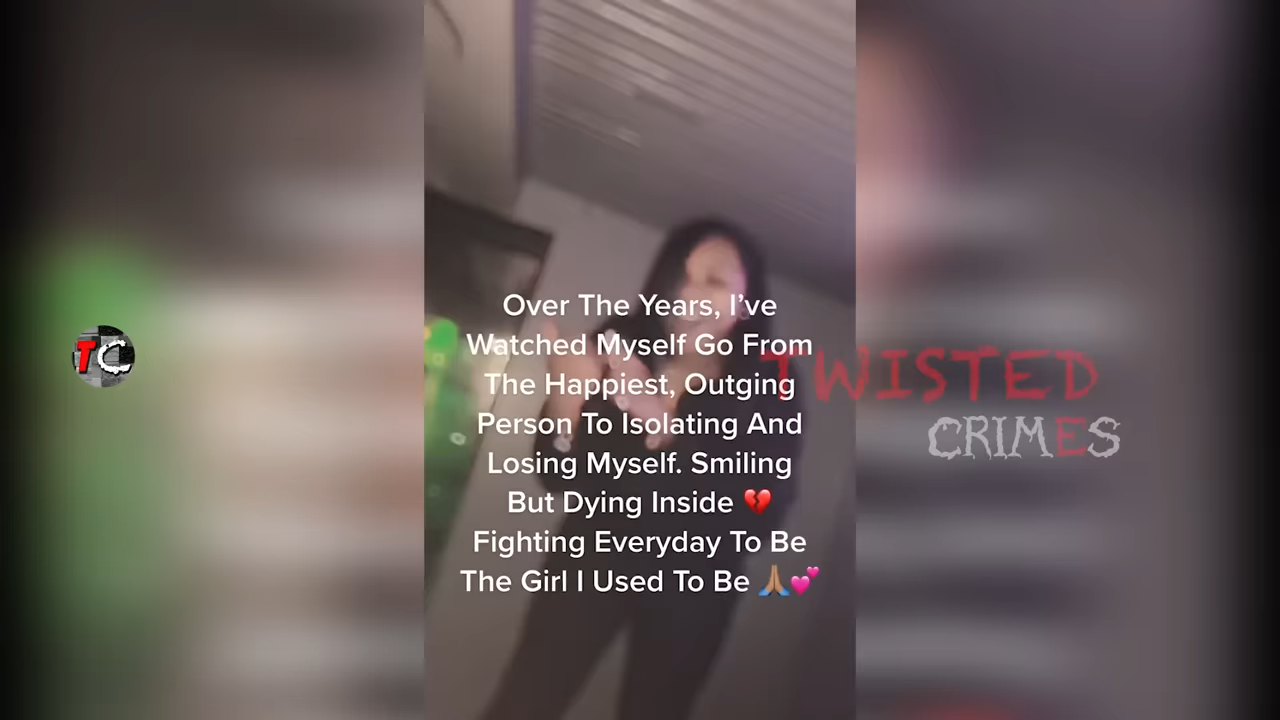 Over The Years, I’ve
Watched Myself Go From
The Happiest, Outging
Person To Isolating And
Losing Myself. Smiling
But Dying Inside 💔
Fighting Everyday To Be
The Girl I Used To Be 🙏🏽💕
TC
TWISTED
CRIMES